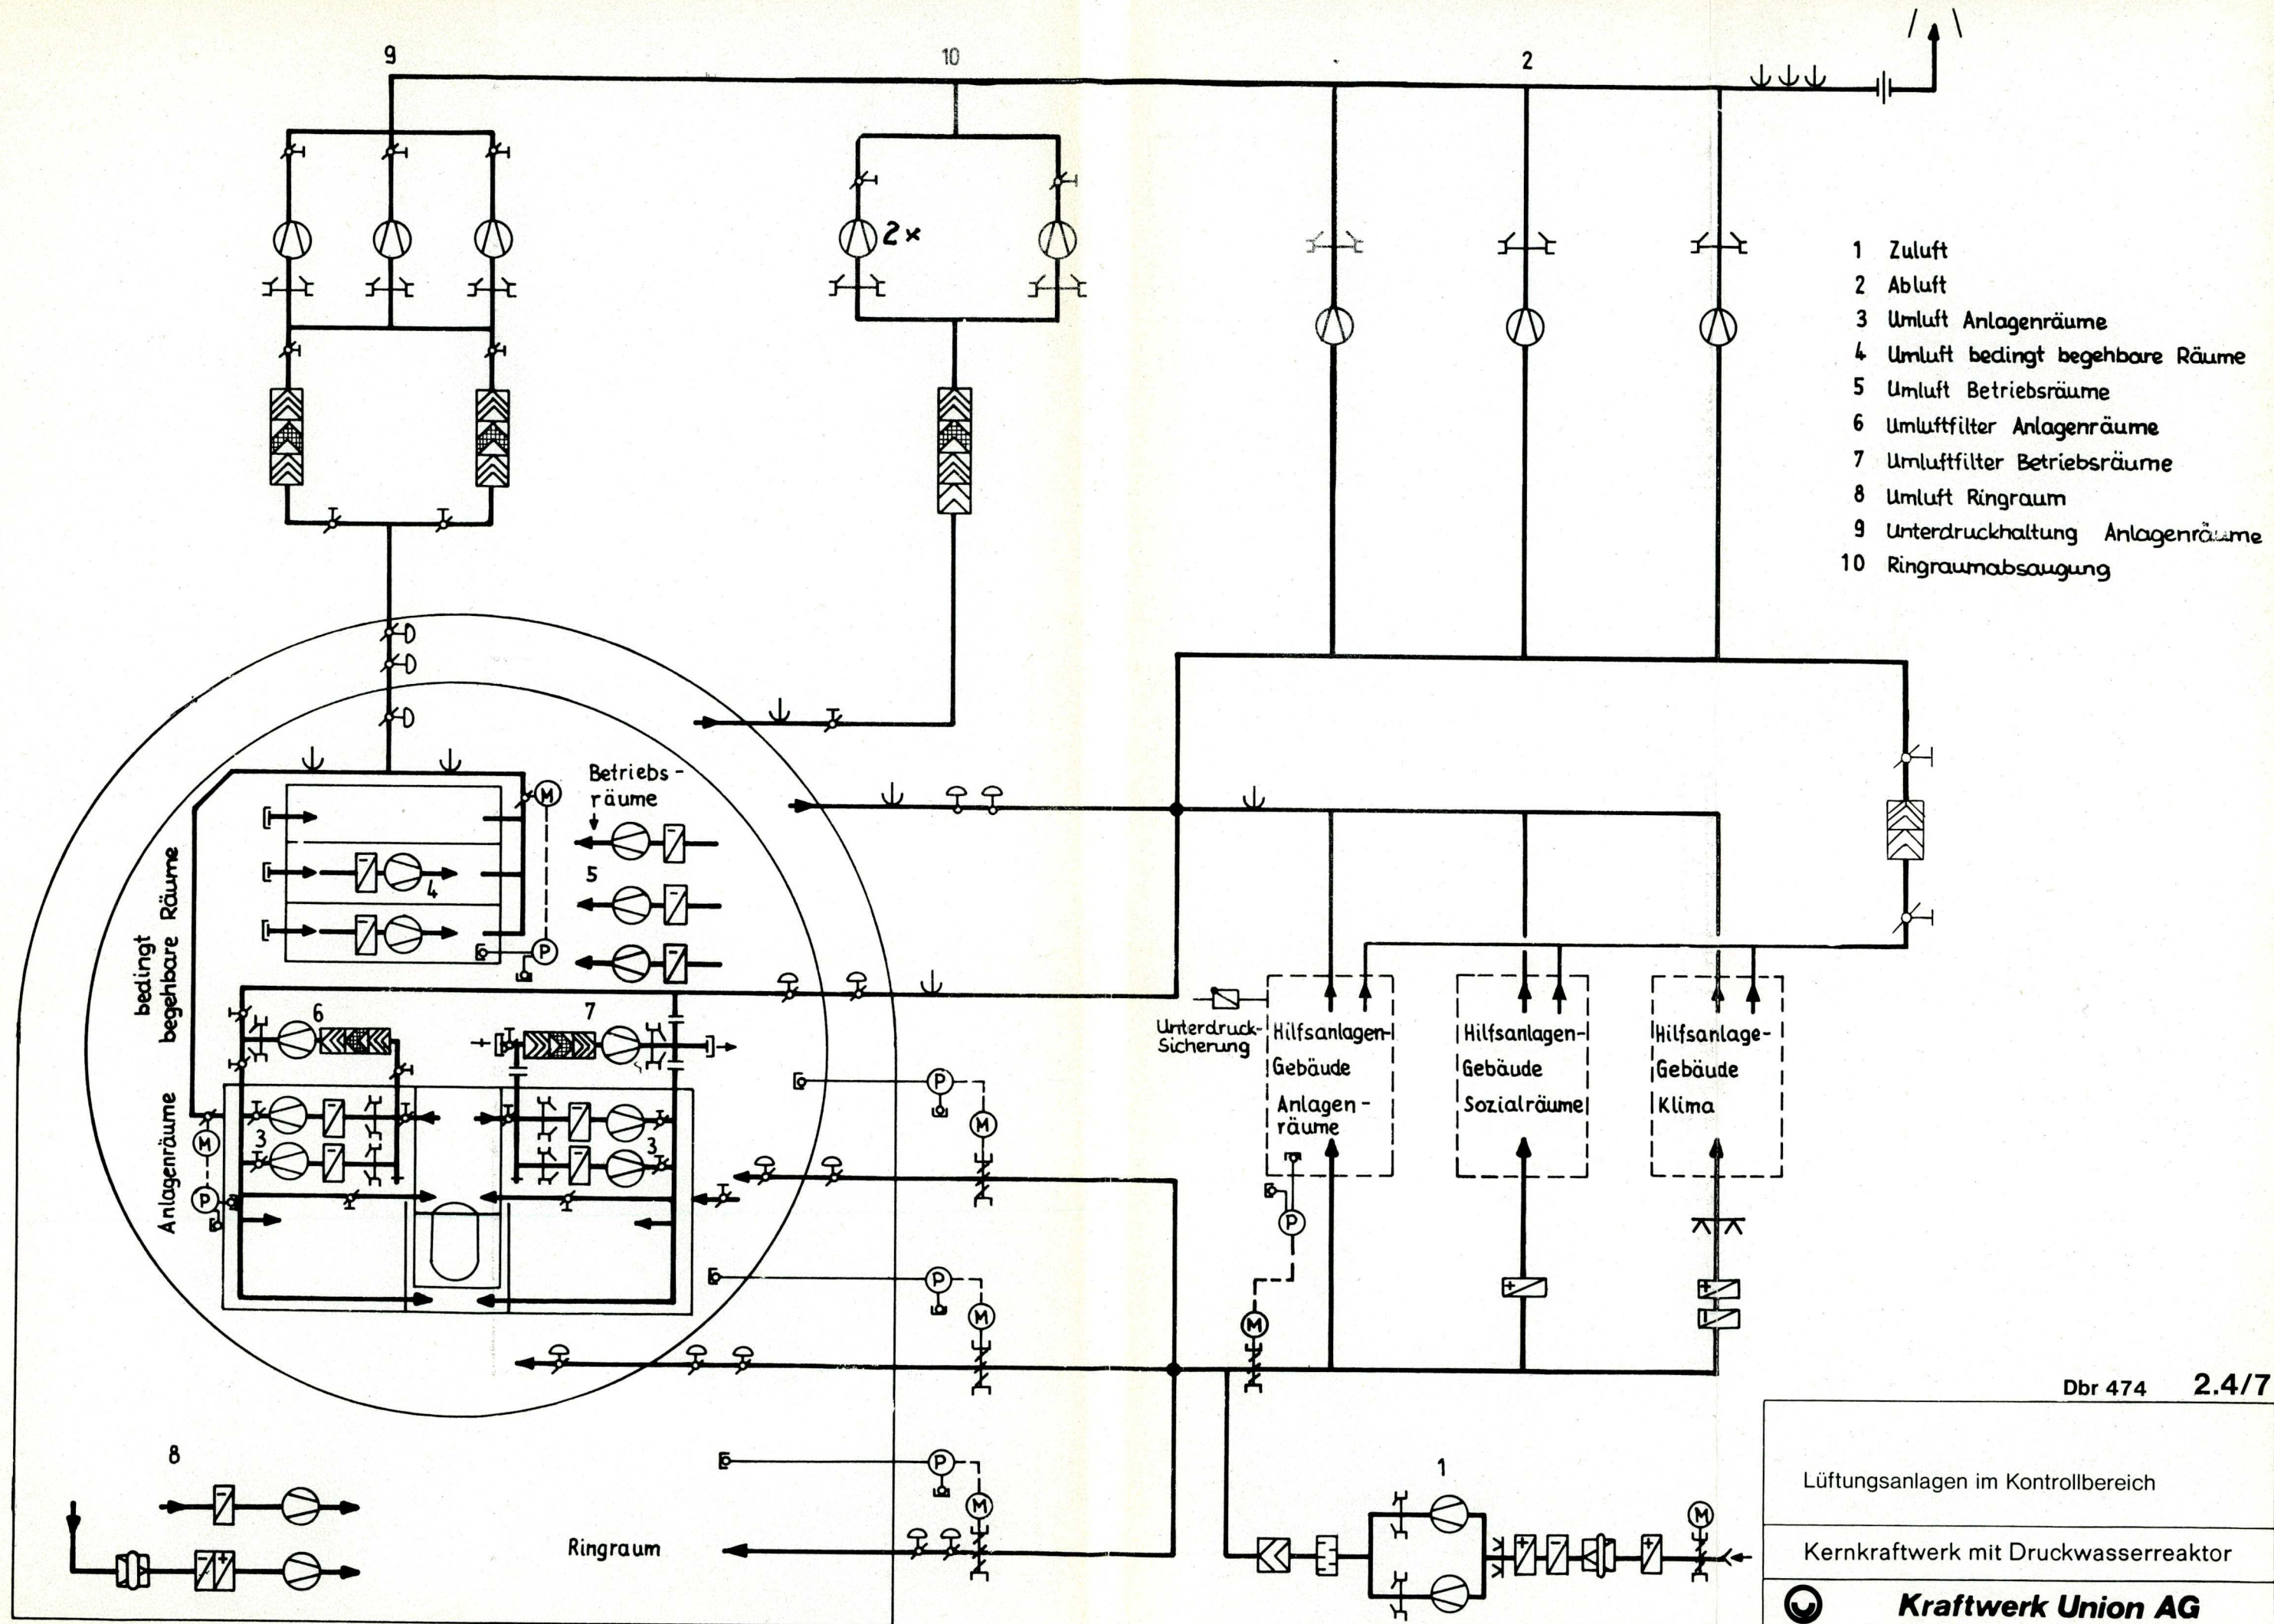 9
10
2
2×
1 Zuluft
2 Abluft
3 Umluft Anlagenräume
4 Umluft bedingt begehbare Räume
5 Umluft Betriebsräume
6 Umluftfilter Anlagenräume
7 Umluftfilter Betriebsräume
8 Umluft Ringraum
9 Unterdruckhaltung Anlagenräume
10 Ringraumabsaugung
Betriebs-
räume
M
4
5
P
bedingt
begehbare Räume
6
7
Anlagenräume
M
P
3
3
P
M
P
M
Unterdruck-
Sicherung
Hilfsanlagen-
Gebäude
Anlagen-
räume
Hilfsanlagen-
Gebäude
Sozialräume
Hilfsanlage-
Gebäude
Klima
P
M
8
Ringraum
P
M
1
M
Dbr 474 2.4/7
Lüftungsanlagen im Kontrollbereich
Kernkraftwerk mit Druckwasserreaktor
Kraftwerk Union AG